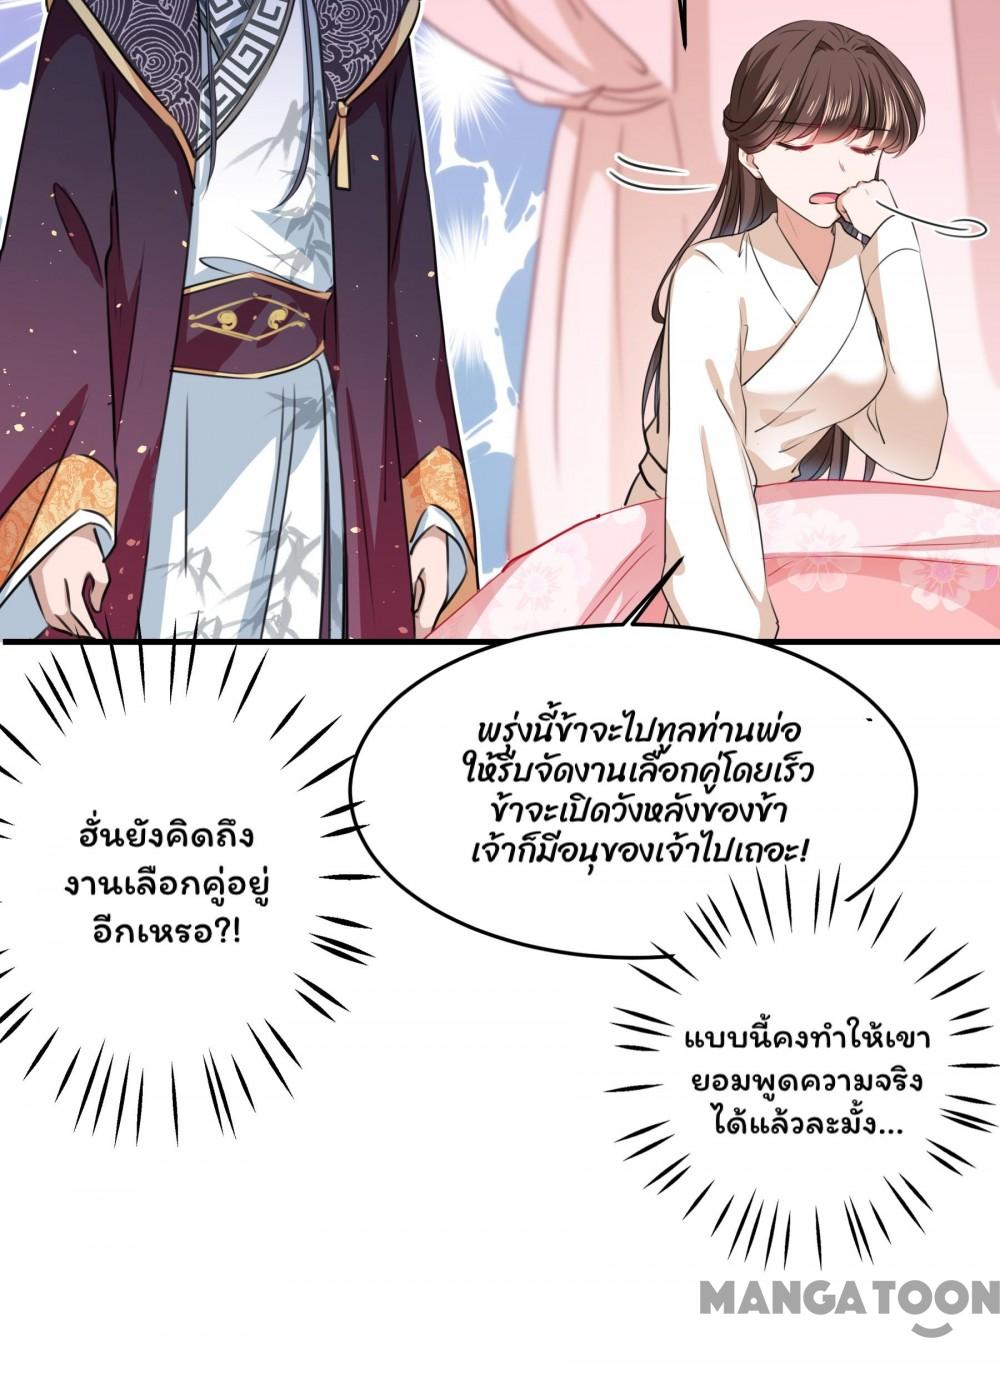 พรุ่งนี้ข้าจะไปทูลท่านพ่อ
ให้รีบจัดงานเลือกคู่โดยเร็ว
ข้าจะเปิดวังหลังของข้า
เจ้าก็มีอนุของเจ้าไปเถอะ!
ฮั่นยังคิดถึง
งานเลือกคู่อยู่
อีกเหรอ?!
แบบนี้คงทำให้เขา
ยอมพูดความจริง
ได้แล้วละมั้ง...
MANGATOON